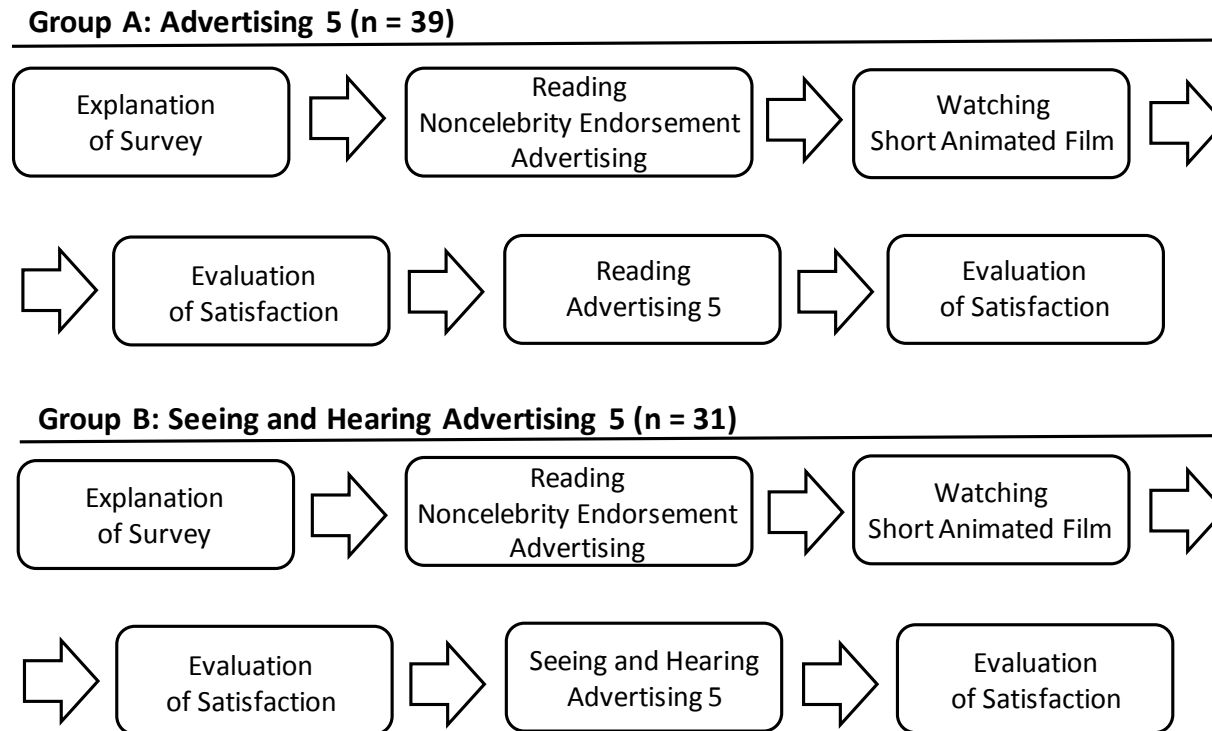 Group A: Advertising 5 (n = 39)
Explanation
of Survey
Reading
Noncelebrity Endorsement
Advertising
Watching
Short Animated Film
Evaluation
of Satisfaction
Reading
Advertising 5
Evaluation
of Satisfaction
Group B: Seeing and Hearing Advertising 5 (n = 31)
Explanation
of Survey
Reading
Noncelebrity Endorsement
Advertising
Watching
Short Animated Film
Evaluation
of Satisfaction
Seeing and Hearing
Advertising 5
Evaluation
of Satisfaction